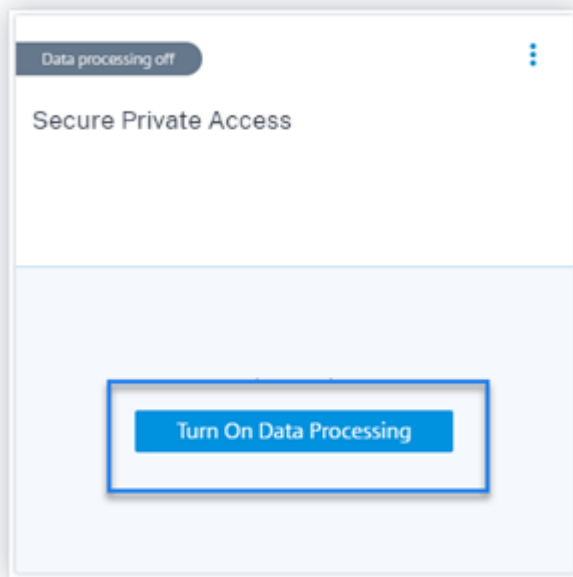 Data processing off
Secure Private Access
Turn On Data Processing